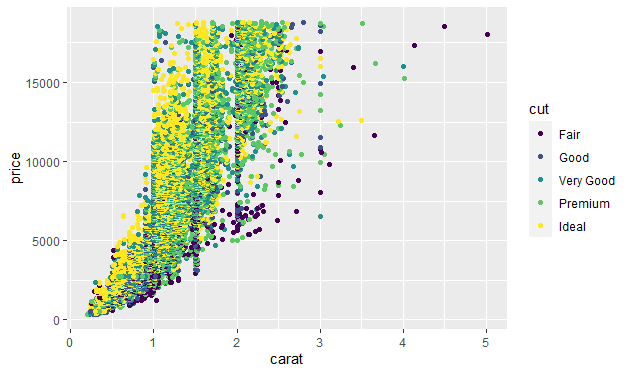 price
15000
10000
5000
0
0 1 2 3 4 5
carat
cut
Fair
Good
Very Good
Premium
Ideal